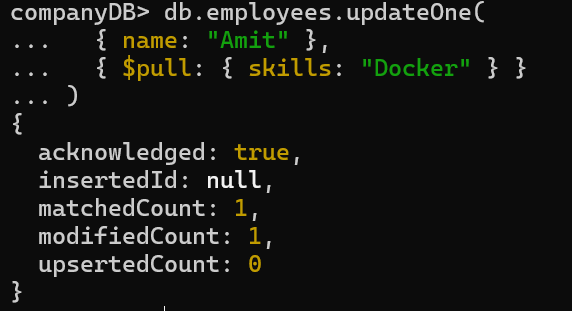 companyDB> db.employees.updateOne(
...   { name: "Amit" },
...   { $pull: { skills: "Docker" } }
... )
{
  acknowledged: true,
  insertedId: null,
  matchedCount: 1,
  modifiedCount: 1,
  upsertedCount: 0
}